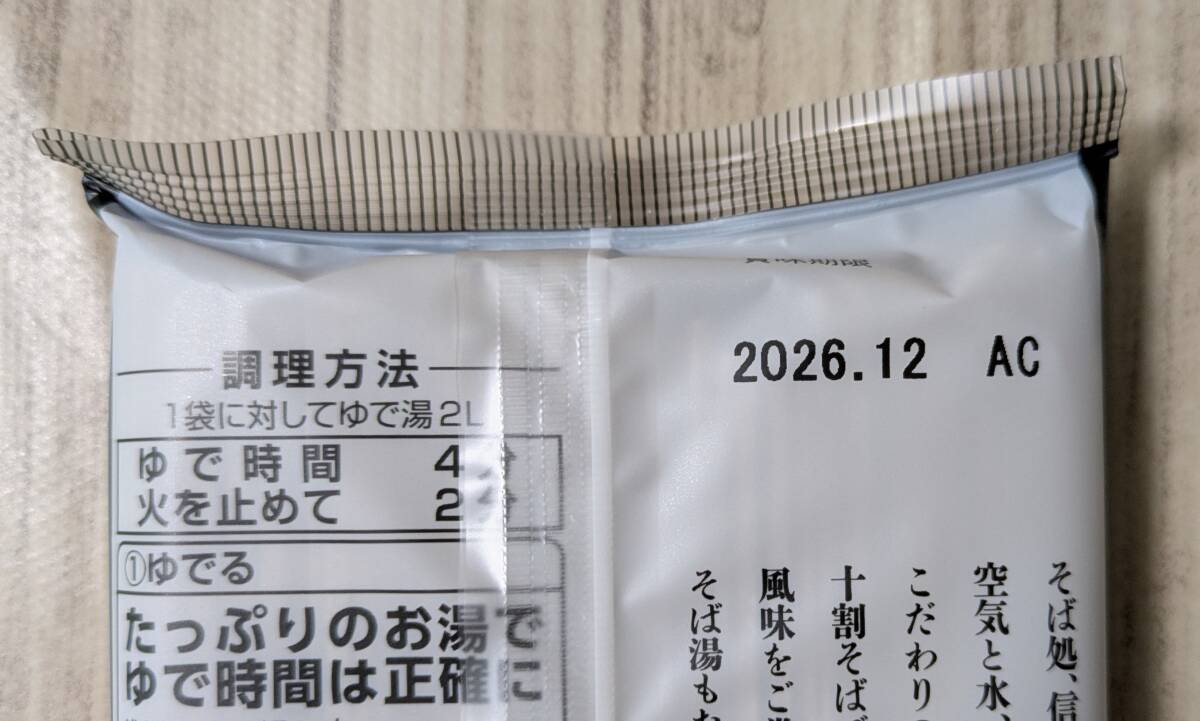 賞味期限
2026.12 AC
調理方法
1袋に対してゆで湯2L
ゆで時間 4分
火を止めて 2分
①ゆでる
たっぷりのお湯で
ゆで時間は正確に
そば処、信
空気と水、
こだわりの
十割そば
風味をご
そば湯もお